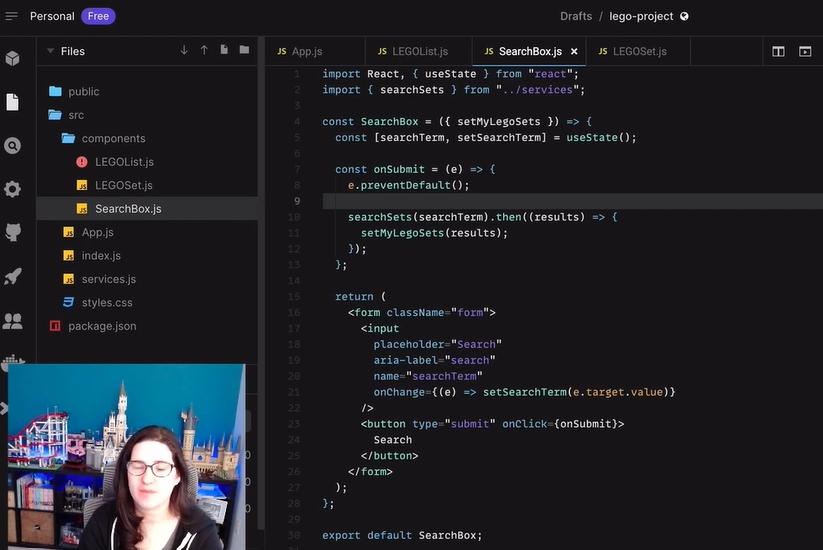 Personal Free
Drafts / lego-project
Files
public
src
components
LEGOList.js
LEGOSet.js
SearchBox.js
App.js
index.js
services.js
styles.css
package.json
JS App.js JS LEGOList.js JS SearchBox.js × JS LEGOSet.js
1 import React, { useState } from "react";
2 import { searchSets } from "../services";
3
4 const SearchBox = ({ setMyLegoSets }) => {
5 const [searchTerm, setSearchTerm] = useState();
6
7 const onSubmit = (e) => {
8 e.preventDefault();
9
10 searchSets(searchTerm).then((results) => {
11 setMyLegoSets(results);
12 });
13 };
14
15 return (
16 <form className="form">
17 <input
18 placeholder="Search"
19 aria-label="search"
20 name="searchTerm"
21 onChange={(e) => setSearchTerm(e.target.value)}
22 />
23 <button type="submit" onClick={onSubmit}>
24 Search
25 </button>
26 </form>
27 );
28 };
29
30 export default SearchBox;